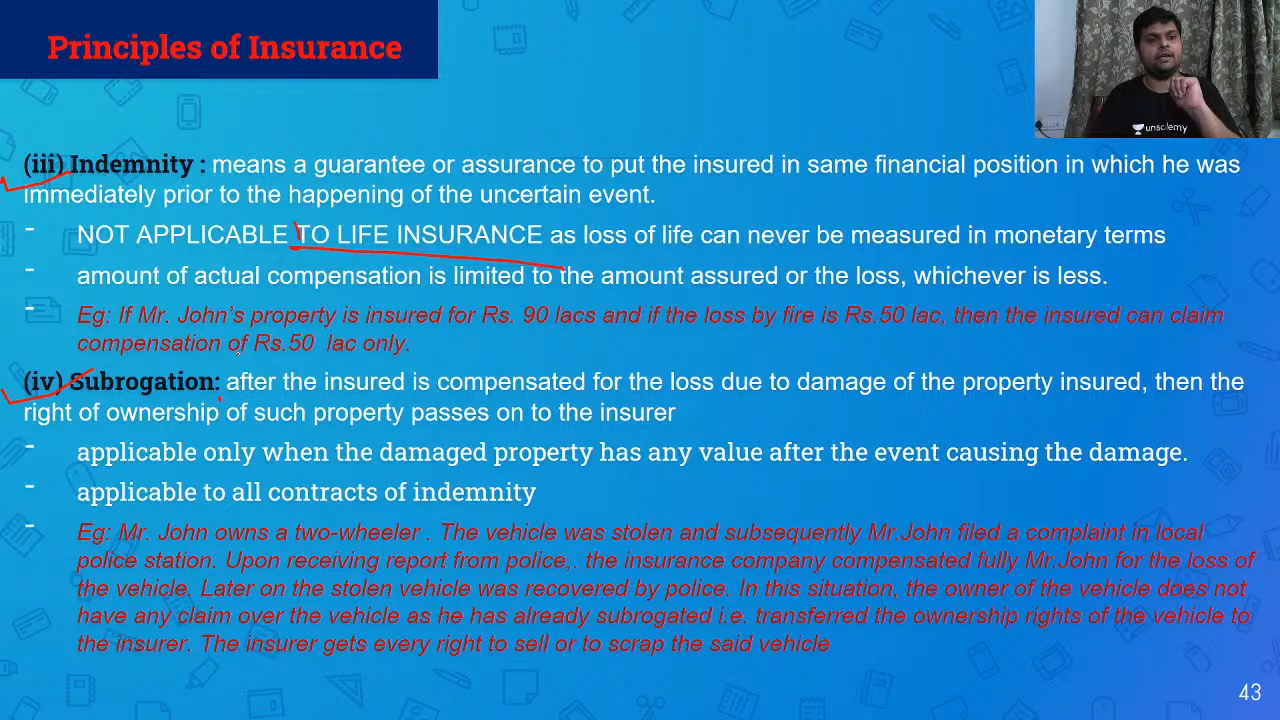 Principles of Insurance
unacademy
(iii) Indemnity : means a guarantee or assurance to put the insured in same financial position in which he was
immediately prior to the happening of the uncertain event.
- NOT APPLICABLE TO LIFE INSURANCE as loss of life can never be measured in monetary terms
- amount of actual compensation is limited to the amount assured or the loss, whichever is less.
- Eg: If Mr. John's property is insured for Rs. 90 lacs and if the loss by fire is Rs.50 lac, then the insured can claim
compensation of Rs.50 lac only.
(iv) Subrogation: after the insured is compensated for the loss due to damage of the property insured, then the
right of ownership of such property passes on to the insurer
- applicable only when the damaged property has any value after the event causing the damage.
- applicable to all contracts of indemnity
- Eg: Mr. John owns a two-wheeler . The vehicle was stolen and subsequently Mr.John filed a complaint in local
police station. Upon receiving report from police,. the insurance company compensated fully Mr.John for the loss of
the vehicle. Later on the stolen vehicle was recovered by police. In this situation, the owner of the vehicle does not
have any claim over the vehicle as he has already subrogated i.e. transferred the ownership rights of the vehicle to
the insurer. The insurer gets every right to sell or to scrap the said vehicle
43